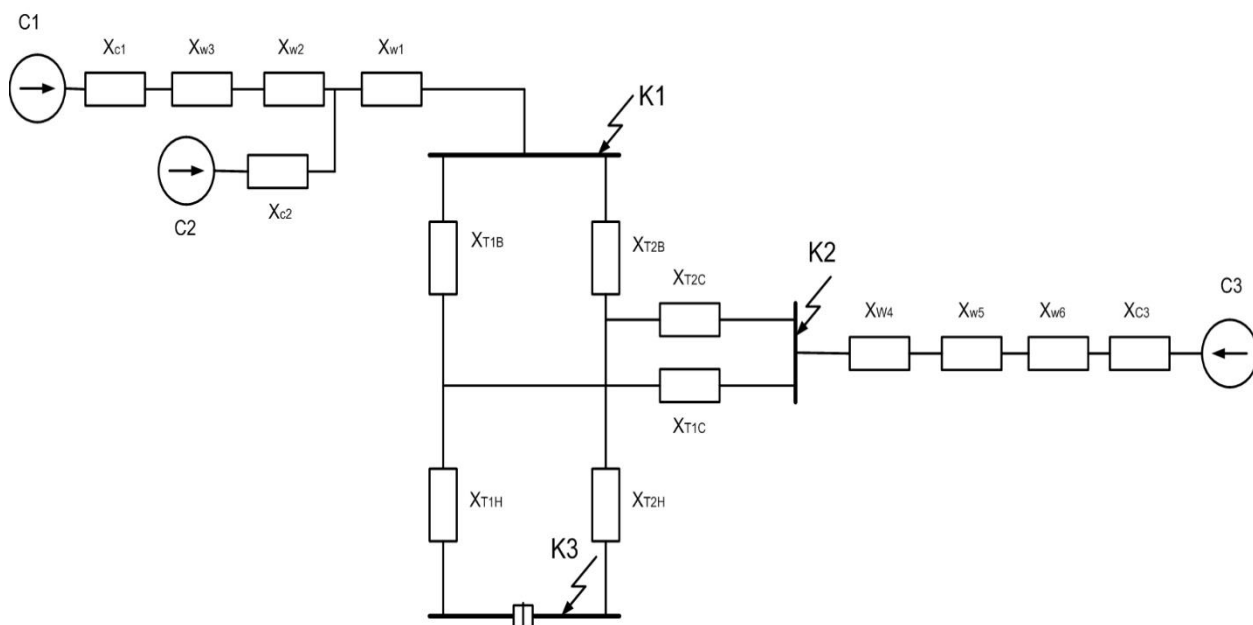 C1
Xc1
Xw3
Xw2
Xw1
K1
C2
Xc2
XT1B
XT2B
XT2C
K2
C3
XW4
Xw5
Xw6
XC3
XT1C
XT1H
XT2H
K3